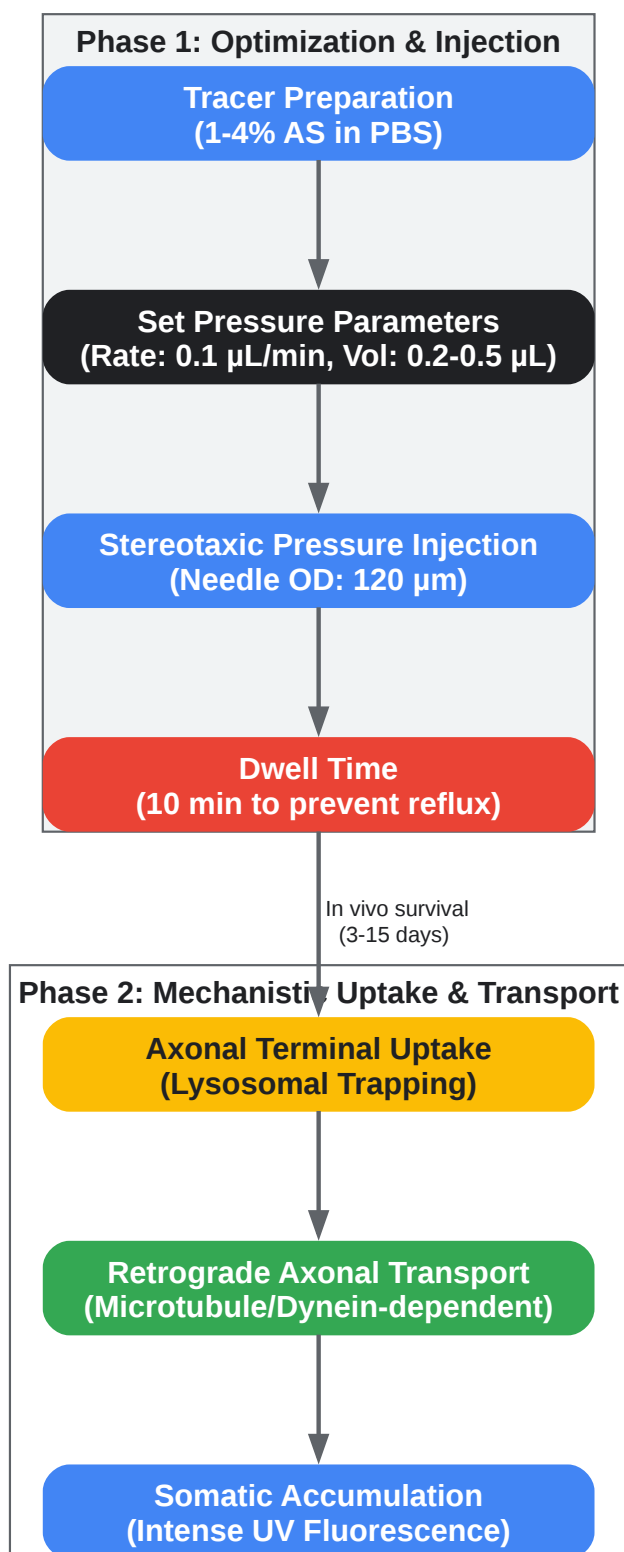 Phase 1: Optimization & Injection
Tracer Preparation
(1-4% AS in PBS)
Set Pressure Parameters
(Rate: 0.1 µL/min, Vol: 0.2-0.5 µL)
Stereotaxic Pressure Injection
(Needle OD: 120 µm)
Dwell Time
(10 min to prevent reflux)
In vivo survival
(3-15 days)
Phase 2: Mechanistic Uptake & Transport
Axonal Terminal Uptake
(Lysosomal Trapping)
Retrograde Axonal Transport
(Microtubule/Dynein-dependent)
Somatic Accumulation
(Intense UV Fluorescence)